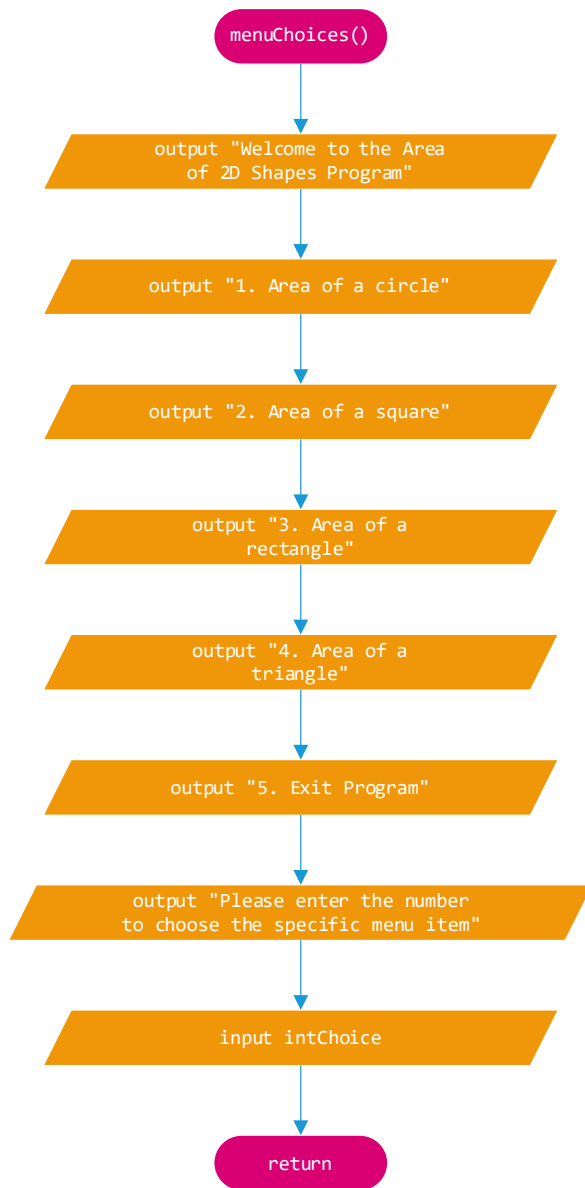 menuChoices()
output "Welcome to the Area
of 2D Shapes Program"
output "1. Area of a circle"
output "2. Area of a square"
output "3. Area of a
rectangle"
output "4. Area of a
triangle"
output "5. Exit Program"
output "Please enter the number
to choose the specific menu item"
input intChoice
return